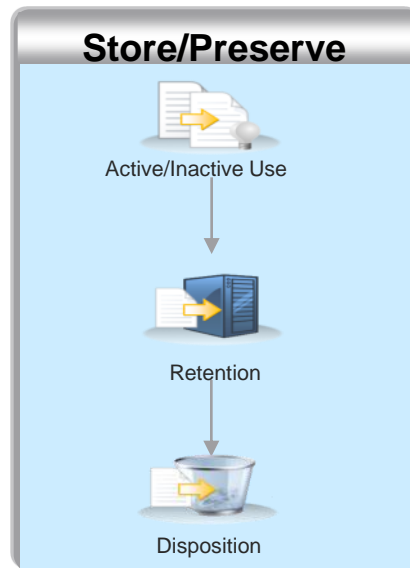 Store/Preserve
Active/Inactive Use
Retention
Disposition